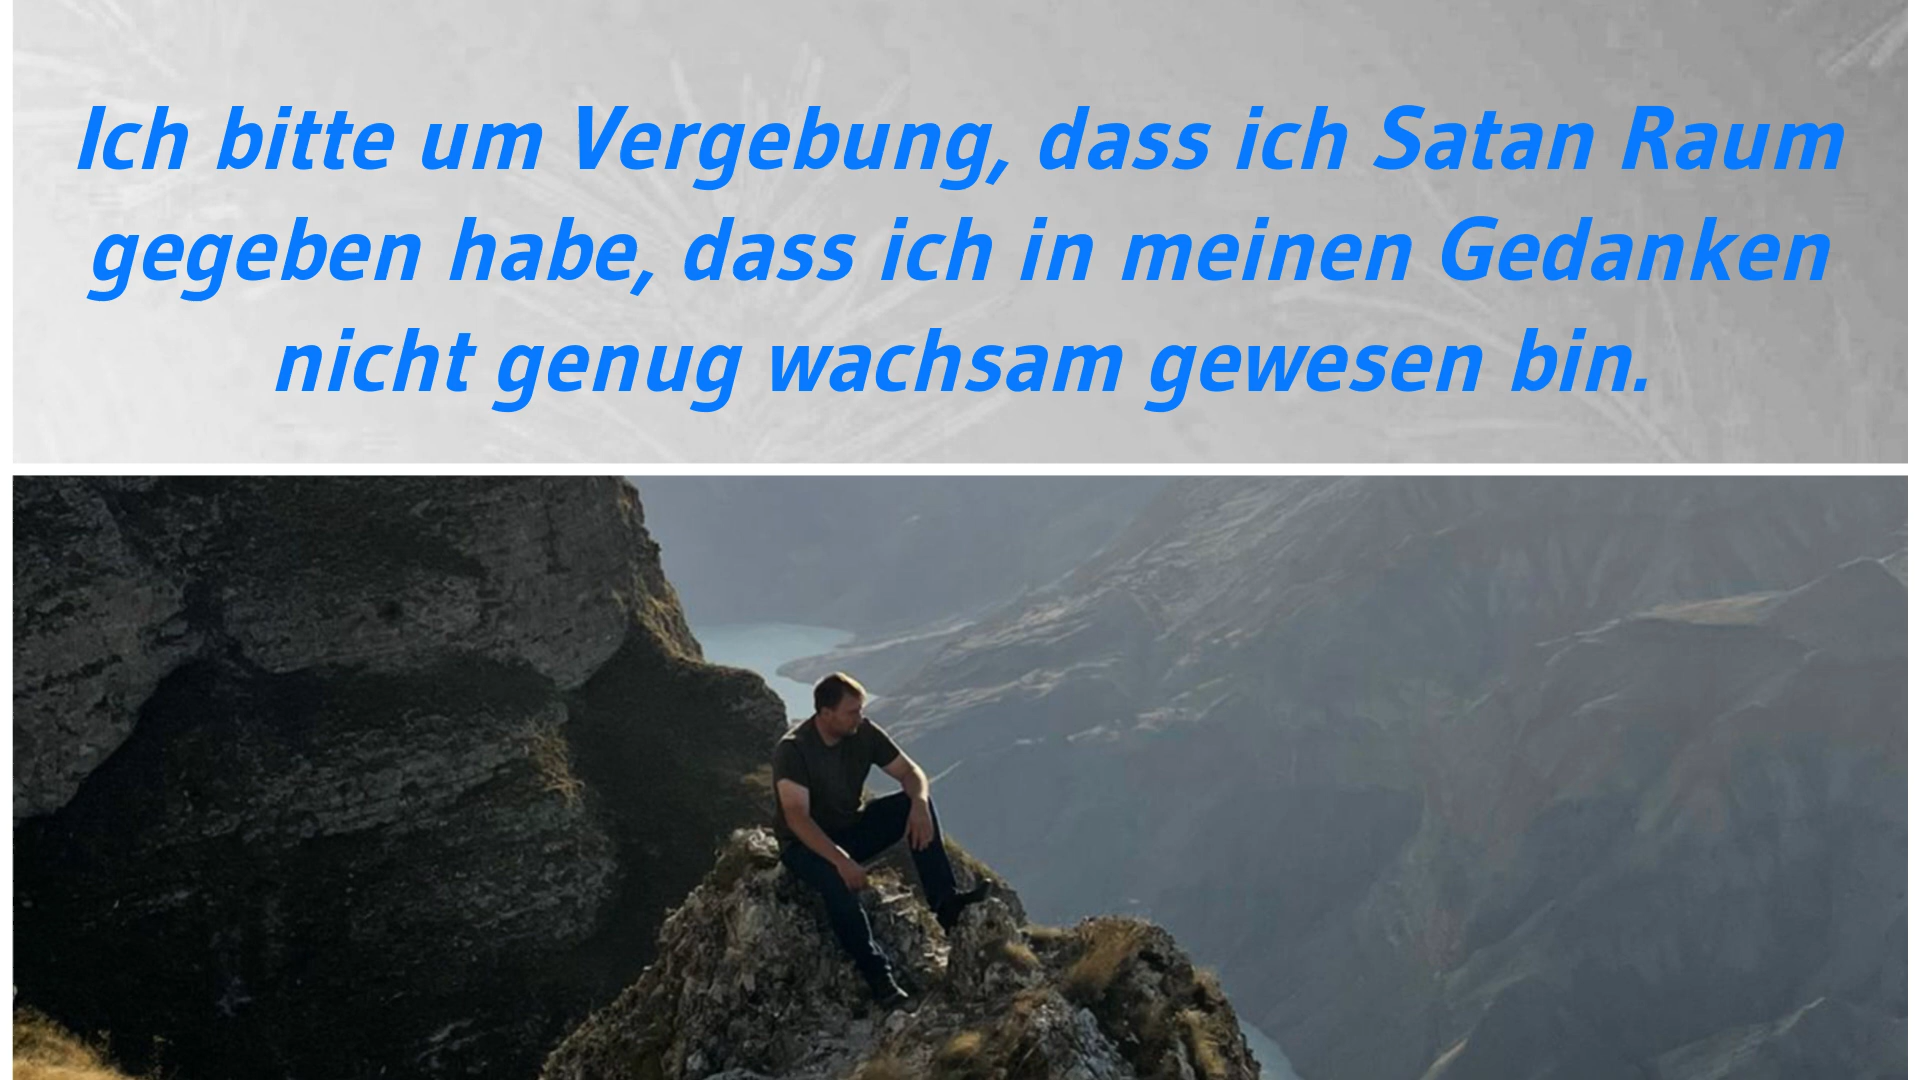 Ich bitte um Vergebung, dass ich Satan Raum
gegeben habe, dass ich in meinen Gedanken
nicht genug wachsam gewesen bin.